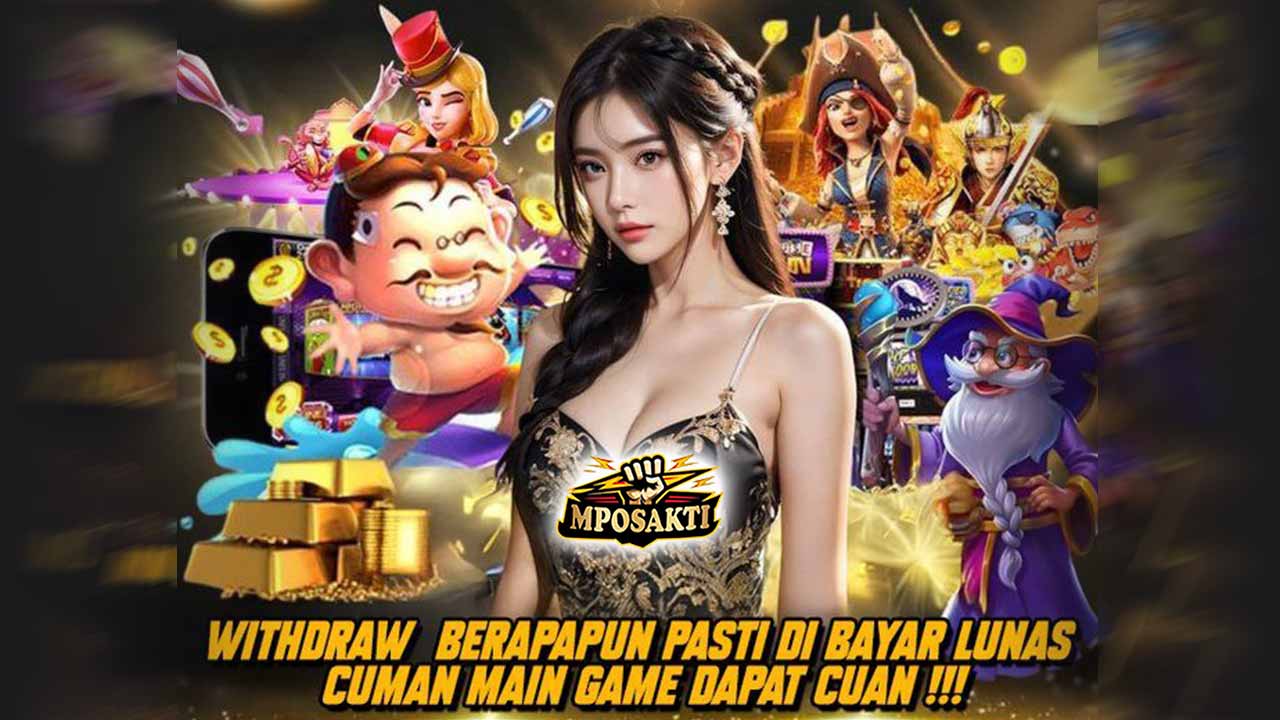 MPOSAKTI
WITHDRAW BERAPAPUN PASTI DI BAYAR LUNAS
CUMAN MAIN GAME DAPAT CUAN !!!